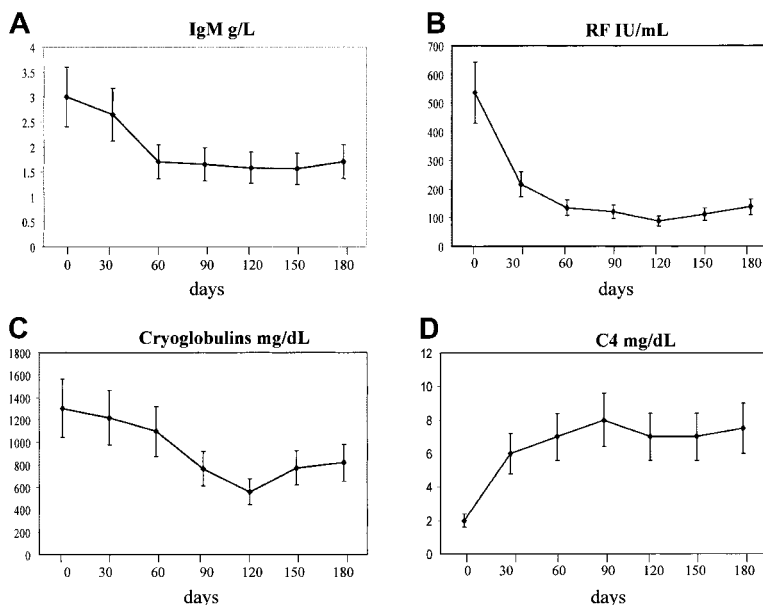 A
IgM g/L
4
3.5
3
2.5
2
1.5
1
0.5
0
0 30 60 90 120 150 180
days
B
RF IU/mL
700
600
500
400
300
200
100
0
0 30 60 90 120 150 180
days
C
Cryoglobulins mg/dL
1800
1600
1400
1200
1000
800
600
400
200
0
0 30 60 90 120 150 180
days
D
C4 mg/dL
12
10
8
6
4
2
0
0 30 60 90 120 150 180
days